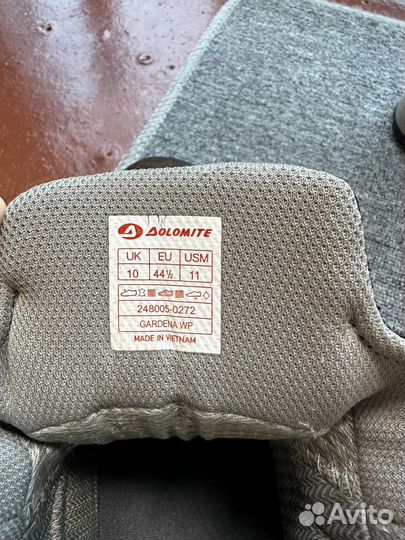 DOLOMITE
UK EU USM
10 44½ 11
248005-0272
GARDENA WP
MADE IN VIETNAM
Avito